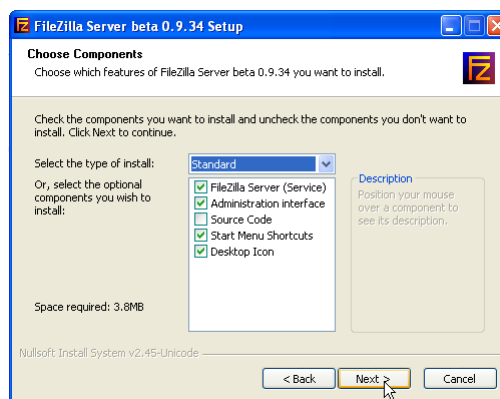 FileZilla Server beta 0.9.34 Setup
Choose Components
Choose which features of FileZilla Server beta 0.9.34 you want to install.
FZ
Check the components you want to install and uncheck the components you don't want to
install. Click Next to continue.
Select the type of install:
Standard
Or, select the optional
components you wish to
install:
FileZilla Server (Service)
Administration interface
Source Code
Start Menu Shortcuts
Desktop Icon
Description
Position your mouse
over a component to
see its description.
Space required: 3.8MB
Nullsoft Install System v2.45-Unicode
< Back
Next >
Cancel